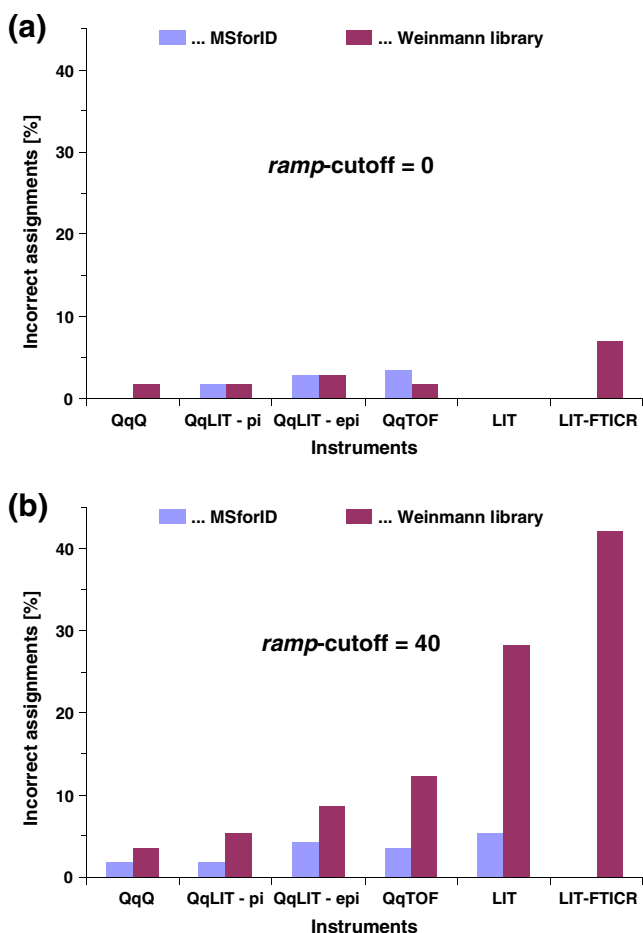 (a)
... MSforID ... Weinmann library
Incorrect assignments [%]
40
30
20
10
0
ramp-cutoff = 0
QqQ QqLIT - pi QqLIT - epi QqTOF LIT LIT-FTICR
Instruments
(b)
... MSforID ... Weinmann library
Incorrect assignments [%]
40
30
20
10
0
ramp-cutoff = 40
QqQ QqLIT - pi QqLIT - epi QqTOF LIT LIT-FTICR
Instruments